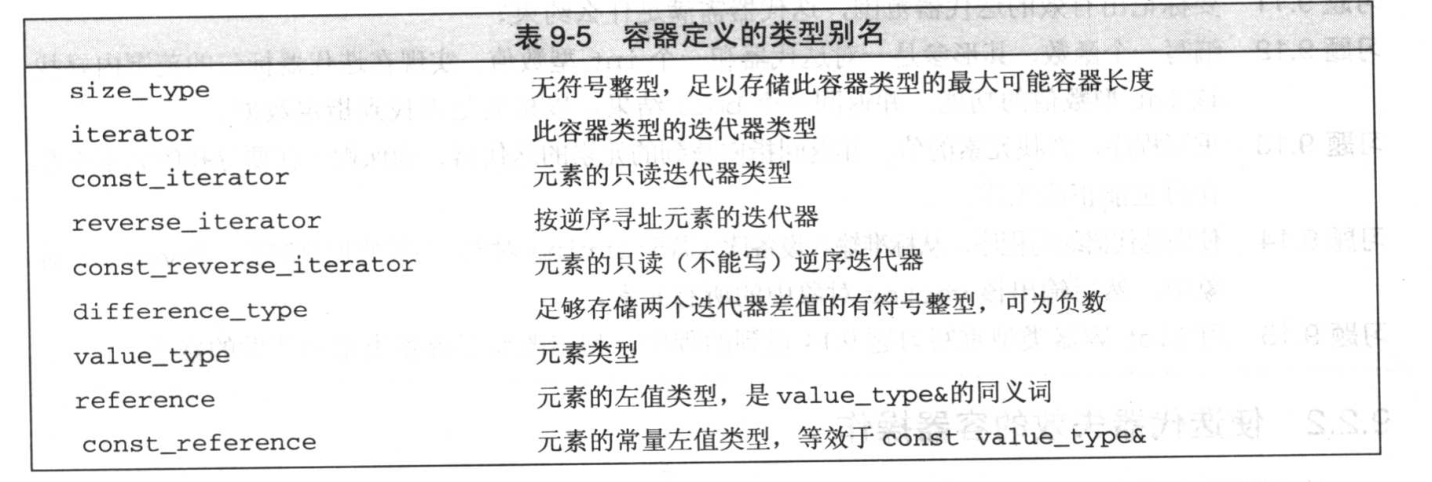 表 9-5 容器定义的类型别名
size_type 无符号整型，足以存储此容器类型的最大可能容器长度
iterator 此容器类型的迭代器类型
const_iterator 元素的只读迭代器类型
reverse_iterator 按逆序寻址元素的迭代器
const_reverse_iterator 元素的只读（不能写）逆序迭代器
difference_type 足够存储两个迭代器差值的有符号整型，可为负数
value_type 元素类型
reference 元素的左值类型，是 value_type&的同义词
const_reference 元素的常量左值类型，等效于 const value_type&